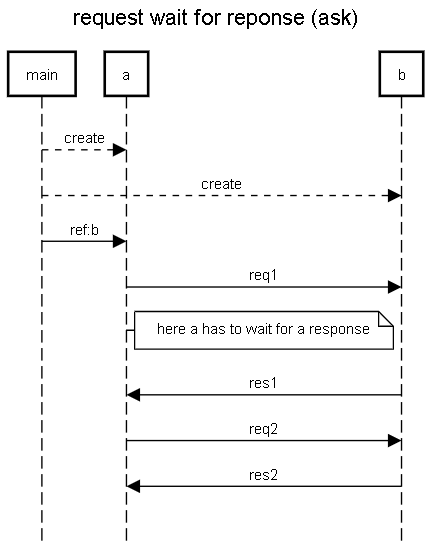 request wait for reponse (ask)
main
a
b
create
create
ref:b
req1
here a has to wait for a response
res1
req2
res2